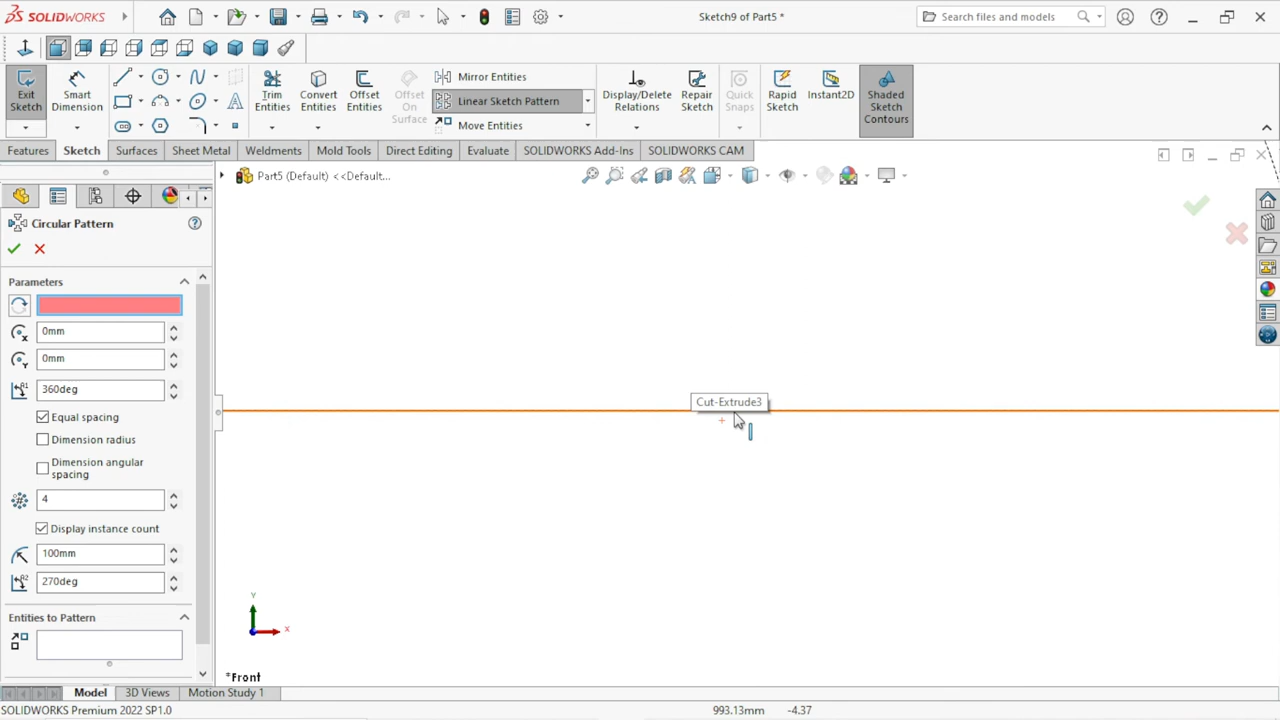 SOLIDWORKS
Sketch9 of Part5 *
Search files and models
Exit Sketch
Smart Dimension
Trim Entities
Convert Entities
Offset Entities
Offset On Surface
Mirror Entities
Linear Sketch Pattern
Move Entities
Display/Delete Relations
Repair Sketch
Quick Snaps
Rapid Sketch
Instant2D
Shaded Sketch Contours
Features
Sketch
Surfaces
Sheet Metal
Weldments
Mold Tools
Direct Editing
Evaluate
SOLIDWORKS Add-Ins
SOLIDWORKS CAM
Part5 (Default) <<Default...
Circular Pattern
Parameters
0mm
0mm
360deg
Equal spacing
Dimension radius
Dimension angular
spacing
4
Display instance count
100mm
270deg
Entities to Pattern
Cut-Extrude3
Y
X
*Front
Model
3D Views
Motion Study 1
SOLIDWORKS Premium 2022 SP1.0
993.13mm
-4.37